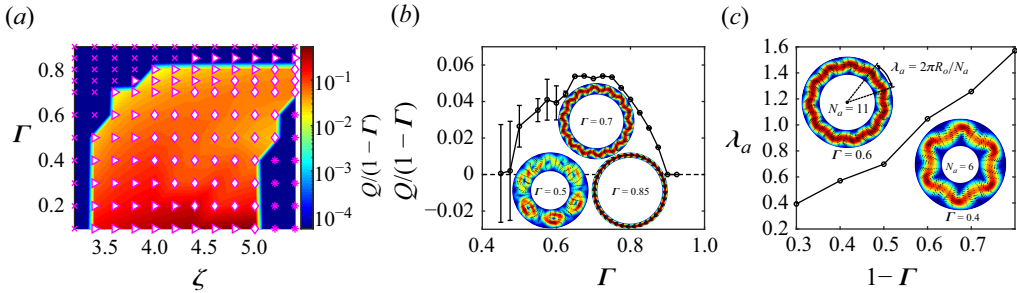 (a)
0.8
0.6
0.4
0.2
Γ
3.5 4.0 4.5 5.0
ζ
10⁻¹
10⁻²
10⁻³
10⁻⁴
Q/(1 − Γ)
(b)
0.06
0.04
0.02
0
−0.02
Q/(1 − Γ)
Γ = 0.7
Γ = 0.5
Γ = 0.85
0.4 0.6 0.8 1.0
Γ
(c)
1.6
1.4
1.2
1.0
0.8
0.6
0.4
0.2
λₐ
λₐ = 2πRₒ/Nₐ
Nₐ = 11
Γ = 0.6
Nₐ = 6
Γ = 0.4
0.3 0.4 0.5 0.6 0.7
1− Γ